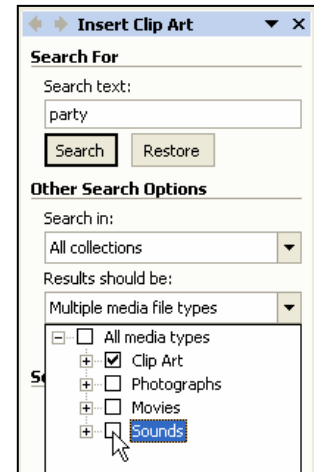 Insert Clip Art
Search For
Search text:
party
Search Restore
Other Search Options
Search in:
All collections
Results should be:
Multiple media file types
All media types
Clip Art
Photographs
Movies
Sounds